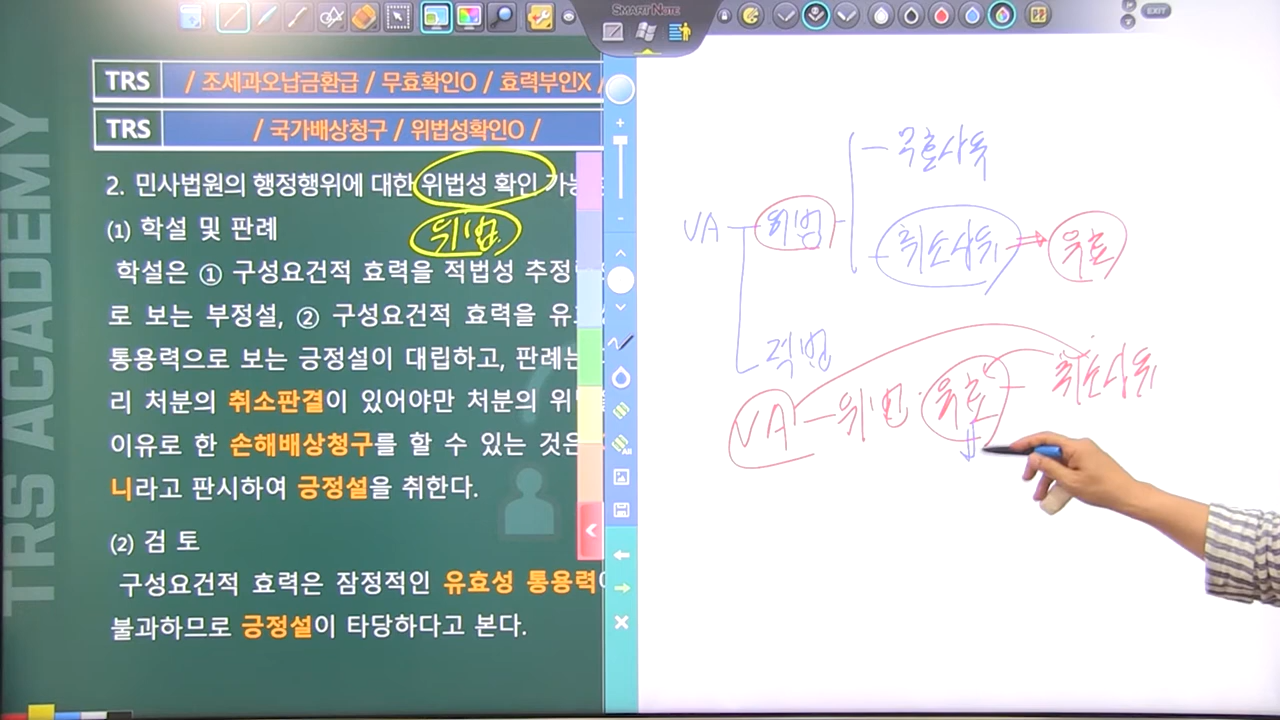 SMART NOTE
EXIT
TRS / 조세과오납금환급 / 무효확인O / 효력부인X /
TRS / 국가배상청구 / 위법성확인O /
2. 민사법원의 행정행위에 대한 위법성 확인 가능
위법
(1) 학설 및 판례
학설은 ① 구성요건적 효력을 적법성 추정
로 보는 부정설, ② 구성요건적 효력을 유효
통용력으로 보는 긍정설이 대립하고, 판례는
리 처분의 취소판결이 있어야만 처분의 위법
이유로 한 손해배상청구를 할 수 있는 것은
니라고 판시하여 긍정설을 취한다.
(2) 검 토
구성요건적 효력은 잠정적인 유효성 통용력에
불과하므로 긍정설이 타당하다고 본다.
TRS ACADEMY
무효사유
VA 위법
취소사유 유효
적법
VA - 위법 · 유효 - 취소사유
All